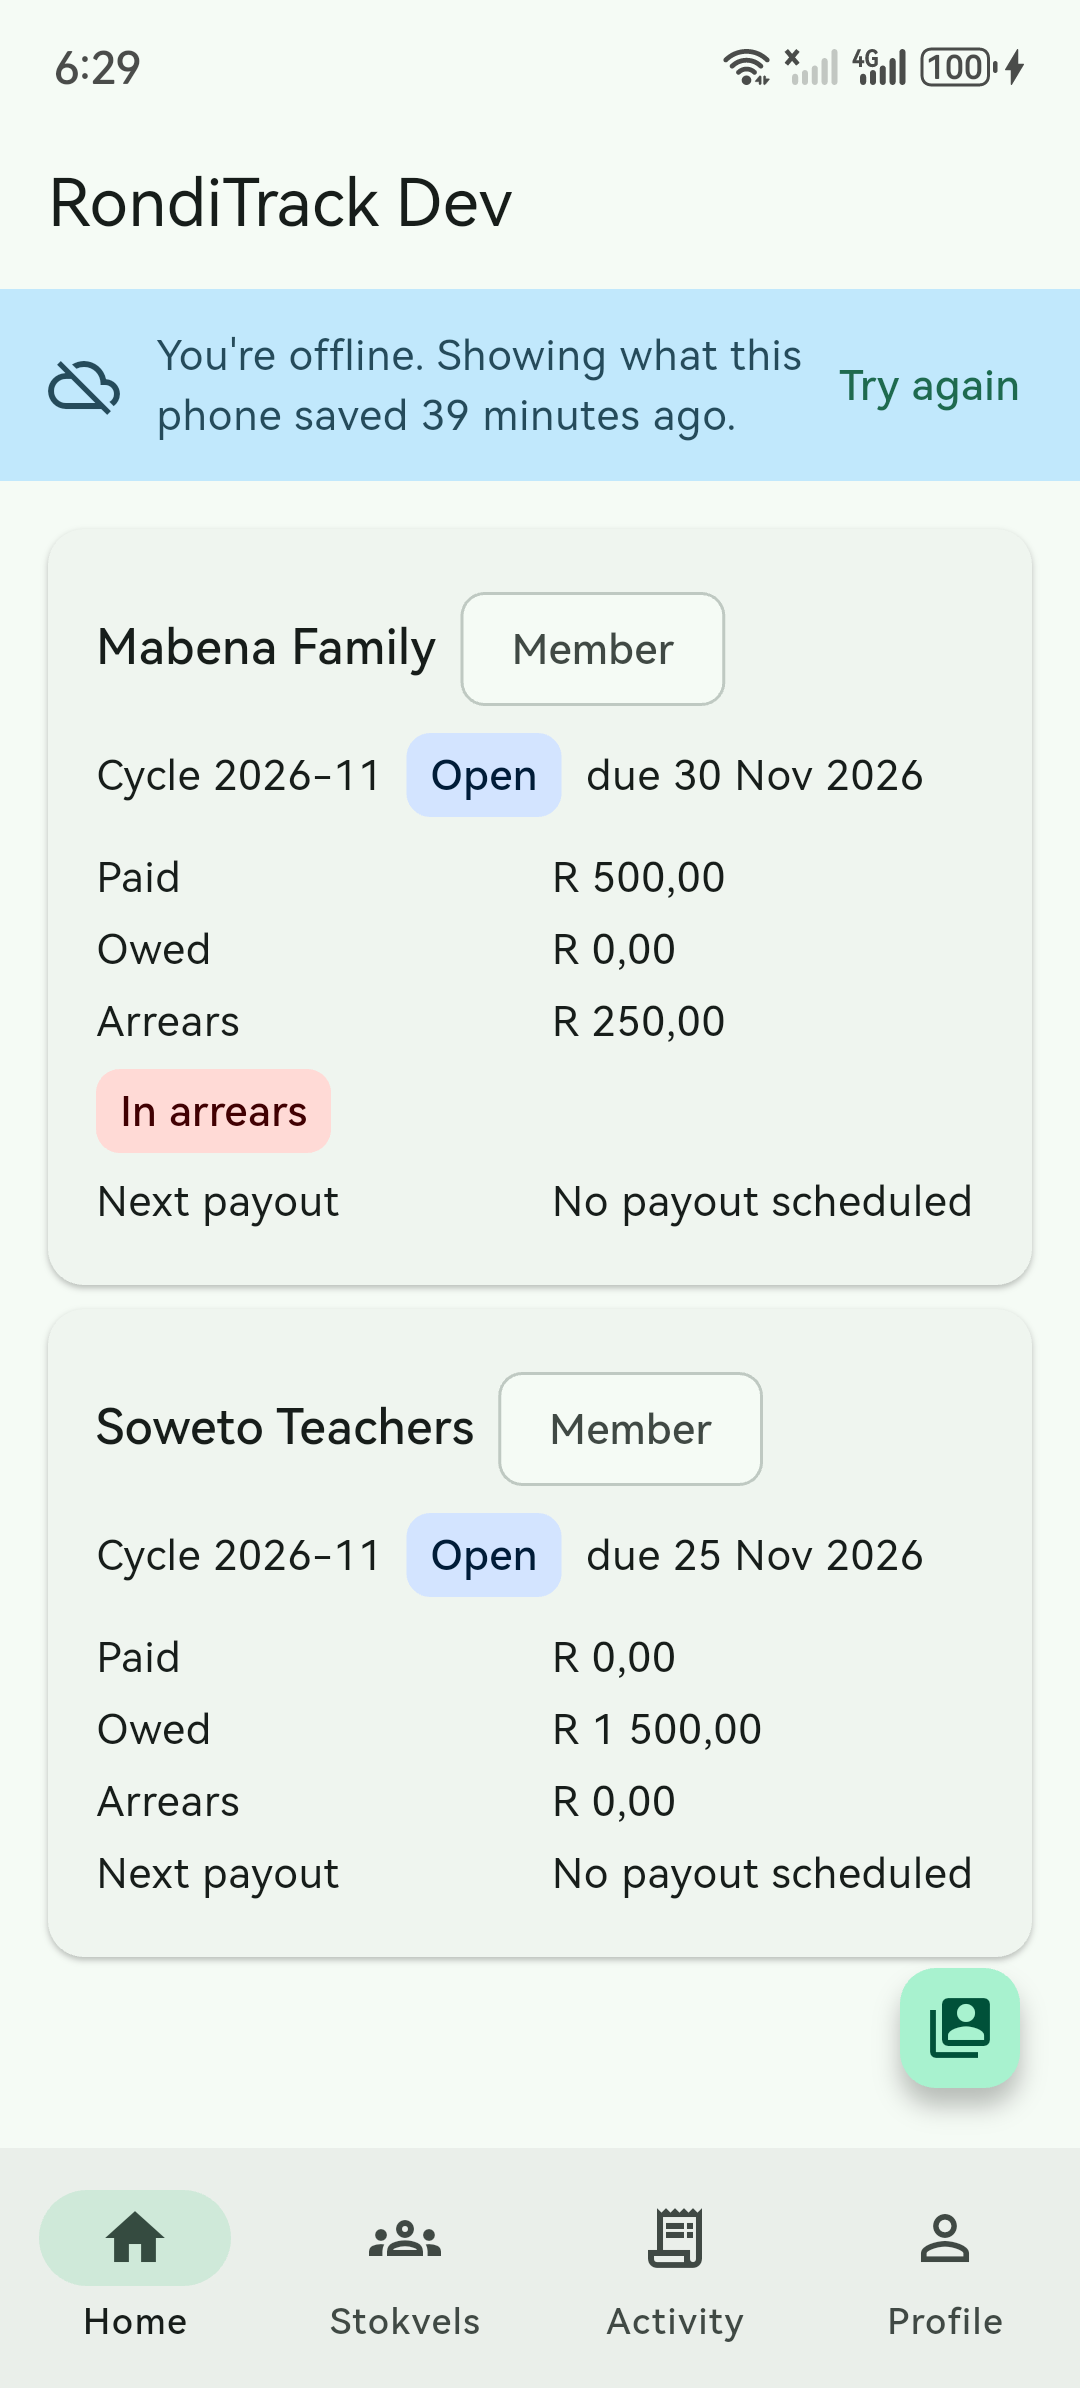 6:29
4G
100
RondiTrack Dev
You're offline. Showing what this
phone saved 39 minutes ago.
Try again
Mabena Family
Member
Cycle 2026-11
Open
due 30 Nov 2026
Paid
R 500,00
Owed
R 0,00
Arrears
R 250,00
In arrears
Next payout
No payout scheduled
Soweto Teachers
Member
Cycle 2026-11
Open
due 25 Nov 2026
Paid
R 0,00
Owed
R 1 500,00
Arrears
R 0,00
Next payout
No payout scheduled
Home
Stokvels
Activity
Profile